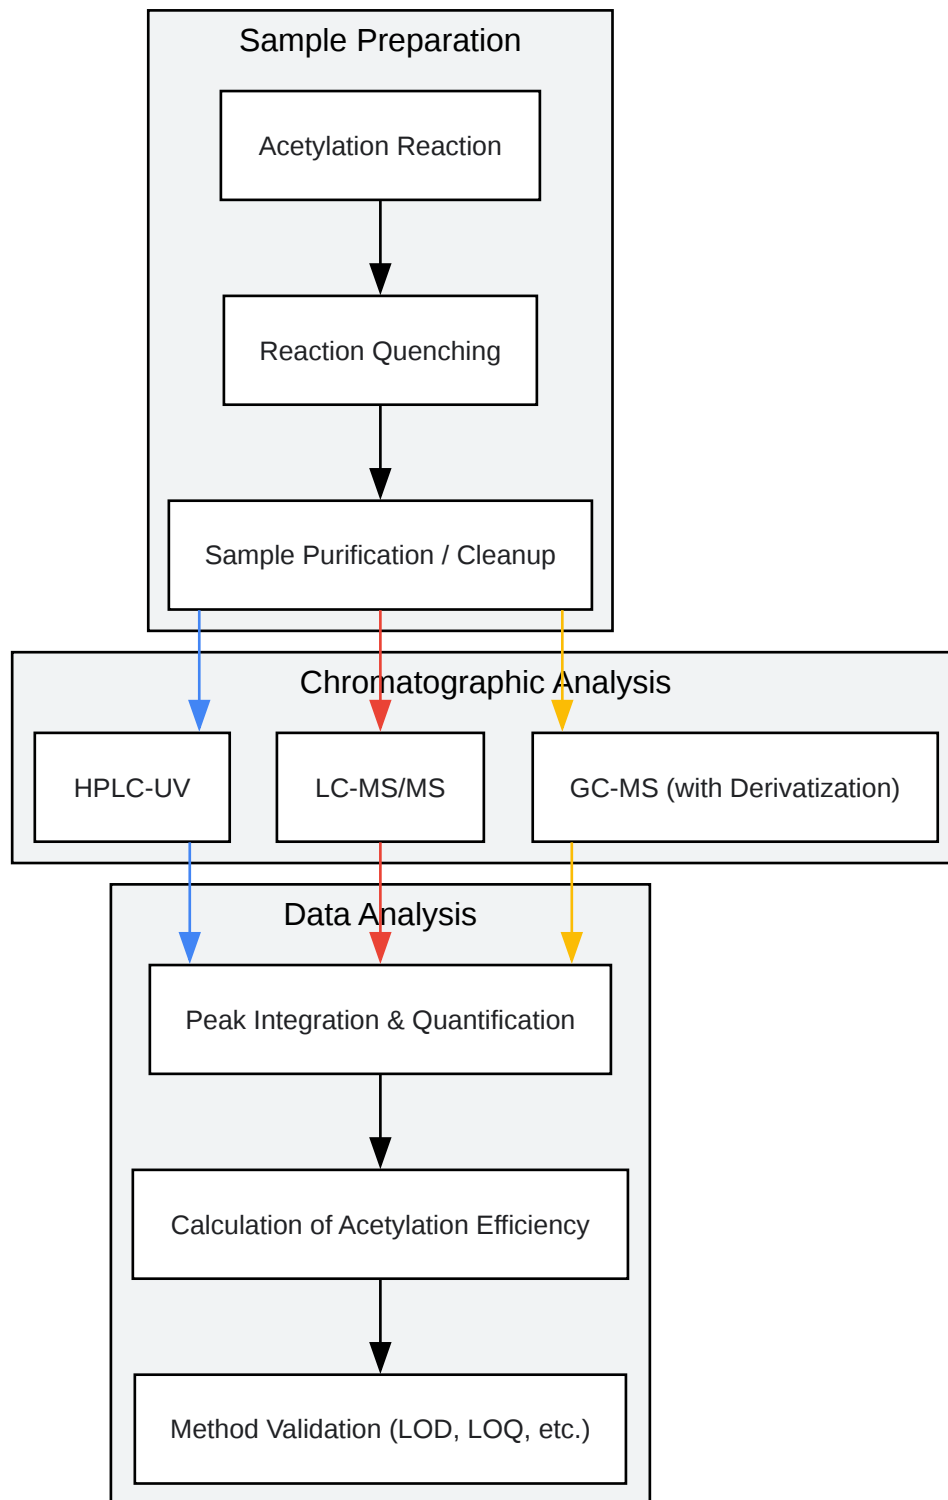 Sample Preparation
Acetylation Reaction
Reaction Quenching
Sample Purification / Cleanup
Chromatographic Analysis
HPLC-UV
LC-MS/MS
GC-MS (with Derivatization)
Data Analysis
Peak Integration & Quantification
Calculation of Acetylation Efficiency
Method Validation (LOD, LOQ, etc.)